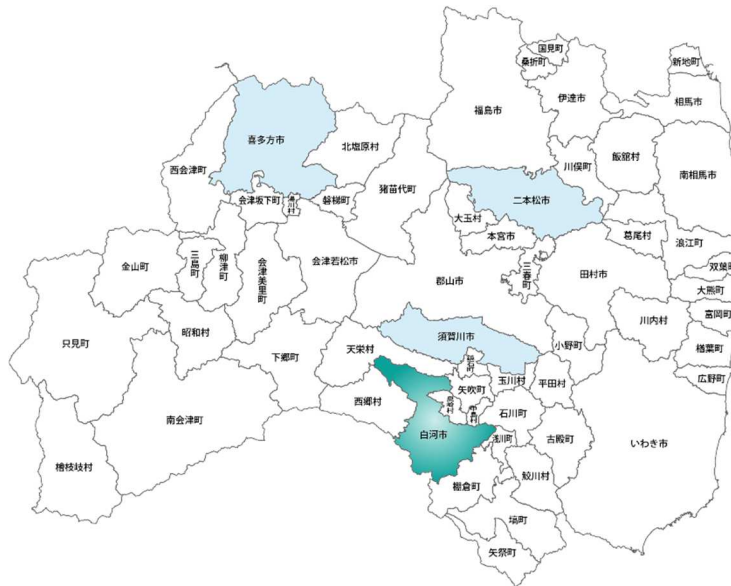 国見町
桑折町
新地町
福島市
伊達市
相馬市
喜多方市
北塩原村
川俣町
飯舘村
西会津町
猪苗代町
南相馬市
会津坂下町
湯川村
磐梯町
二本松市
大玉村
本宮市
葛尾村
浪江町
金山町
三島町
柳津町
会津美里町
会津若松市
郡山市
三春町
田村市
双葉町
大熊町
只見町
昭和村
下郷町
天栄村
須賀川市
鏡石町
小野町
川内村
富岡町
楢葉町
広野町
西郷村
矢吹町
玉川村
平田村
泉崎村
中島村
石川町
南会津町
白河市
浅川町
古殿町
いわき市
檜枝岐村
棚倉町
鮫川村
塙町
矢祭町